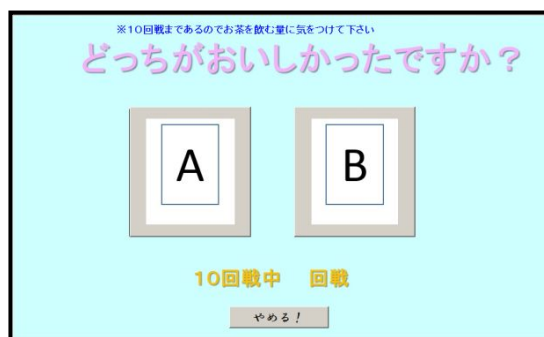 ※10回戦まであるのでお茶を飲む量に気をつけて下さい
どっちがおいしかったですか？
A
B
10回戦中　回戦
やめる！